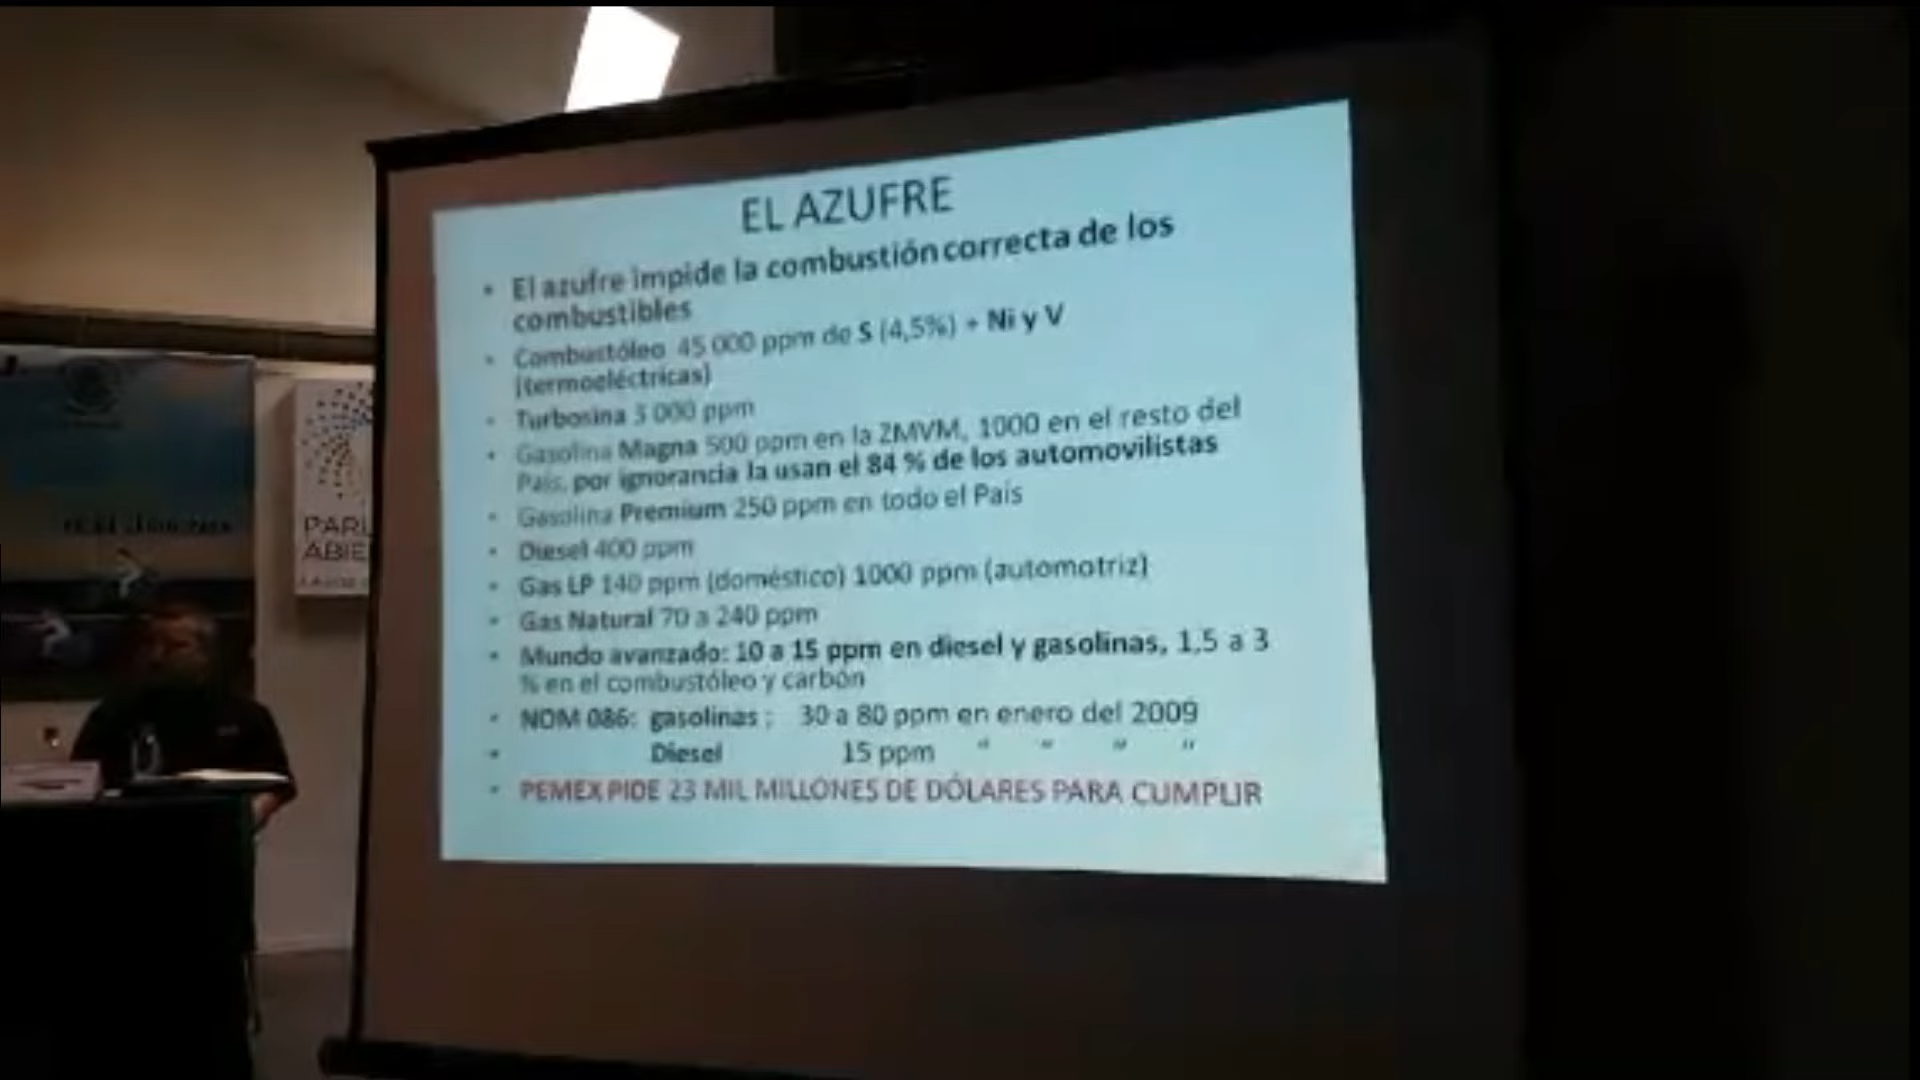 EL AZUFRE
• El azufre impide la combustión correcta de los
combustibles
• Combustóleo 45 000 ppm de S (4,5%) + Ni y V
(termoeléctricas)
• Turbosina 3 000 ppm
• Gasolina Magna 500 ppm en la ZMVM, 1000 en el resto del
País, por ignorancia la usan el 84 % de los automovilistas
• Gasolina Premium 250 ppm en todo el País
• Diesel 400 ppm
• Gas LP 140 ppm (doméstico) 1000 ppm (automotriz)
• Gas Natural 70 a 240 ppm
• Mundo avanzado: 10 a 15 ppm en diesel y gasolinas, 1,5 a 3
% en el combustóleo y carbón
• NOM 086: gasolinas : 30 a 80 ppm en enero del 2009
• Diesel 15 ppm " " " "
• PEMEX PIDE 23 MIL MILLONES DE DÓLARES PARA CUMPLIR
PARL
ABIE